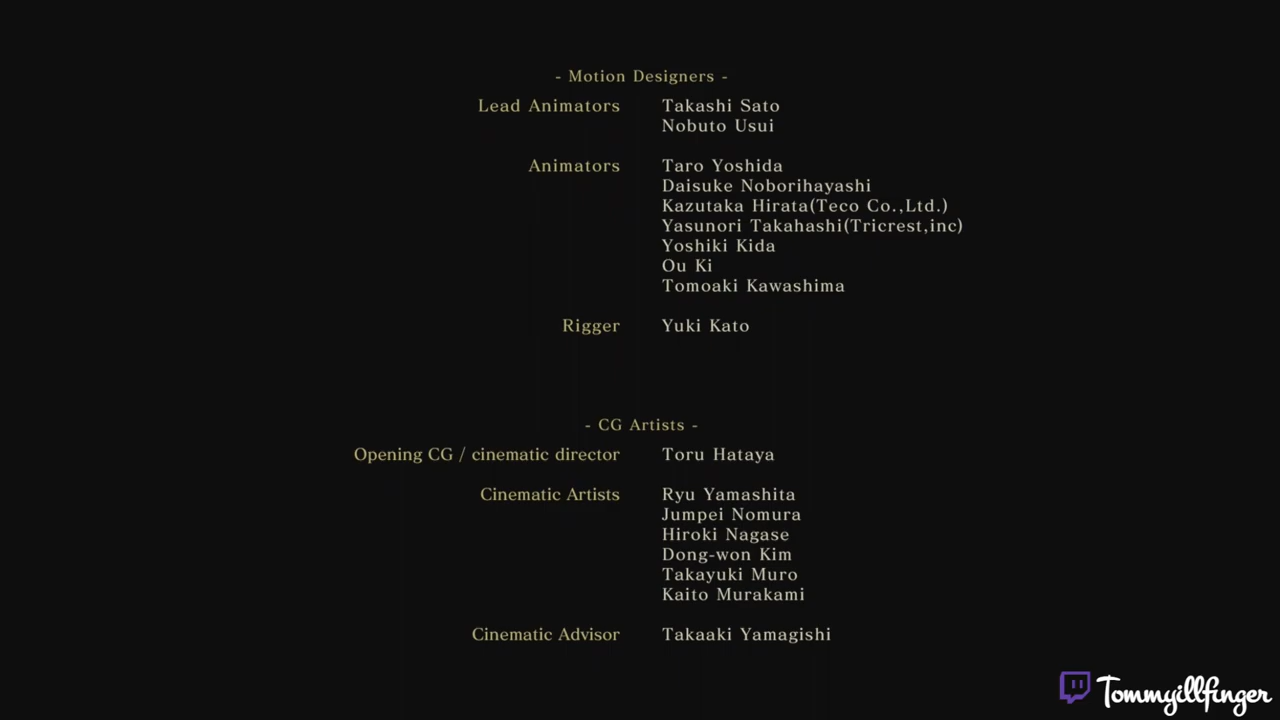 - Motion Designers -
Lead Animators Takashi Sato
Nobuto Usui
Animators Taro Yoshida
Daisuke Noborihayashi
Kazutaka Hirata(Teco Co.,Ltd.)
Yasunori Takahashi(Tricrest,inc)
Yoshiki Kida
Ou Ki
Tomoaki Kawashima
Rigger Yuki Kato
- CG Artists -
Opening CG / cinematic director Toru Hataya
Cinematic Artists Ryu Yamashita
Jumpei Nomura
Hiroki Nagase
Dong-won Kim
Takayuki Muro
Kaito Murakami
Cinematic Advisor Takaaki Yamagishi
Tommyillfinger